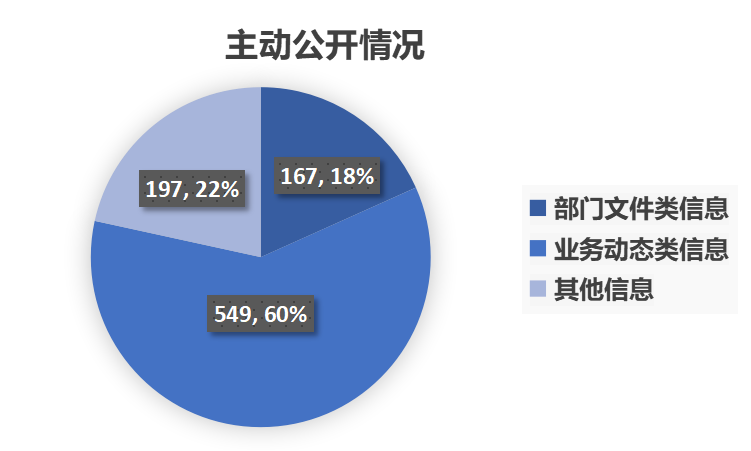 主动公开情况
167, 18%
197, 22%
549, 60%
部门文件类信息
业务动态类信息
其他信息